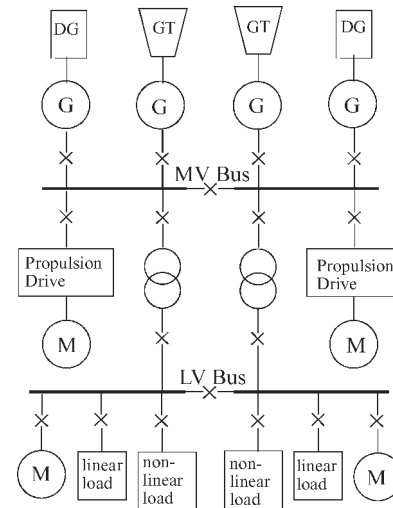 DG
GT
GT
DG
G
G
G
G
MV Bus
Propulsion
Drive
Propulsion
Drive
M
M
LV Bus
M
linear
load
non-
linear
load
non-
linear
load
linear
load
M